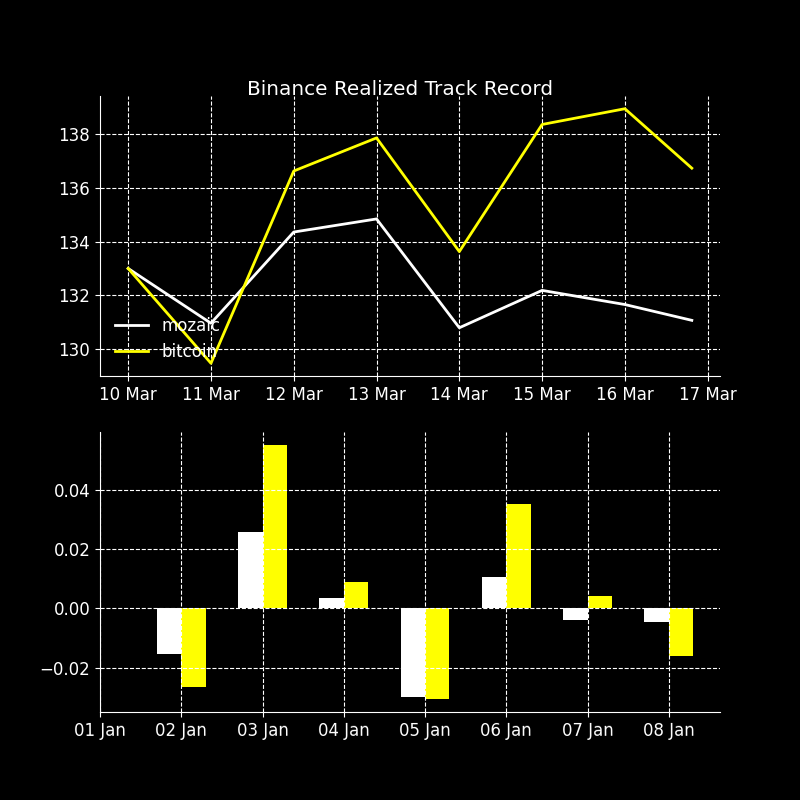 Binance Realized Track Record
138
136
134
132
130
mozaic
bitcoin
10 Mar 11 Mar 12 Mar 13 Mar 14 Mar 15 Mar 16 Mar 17 Mar
0.04
0.02
0.00
−0.02
01 Jan 02 Jan 03 Jan 04 Jan 05 Jan 06 Jan 07 Jan 08 Jan